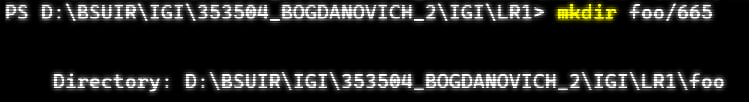 PS D:\BSUIR\IGI\353504_BOGDANOVICH_2\IGI\LR1> mkdir foo/665
Directory: D:\BSUIR\IGI\353504_BOGDANOVICH_2\IGI\LR1\foo